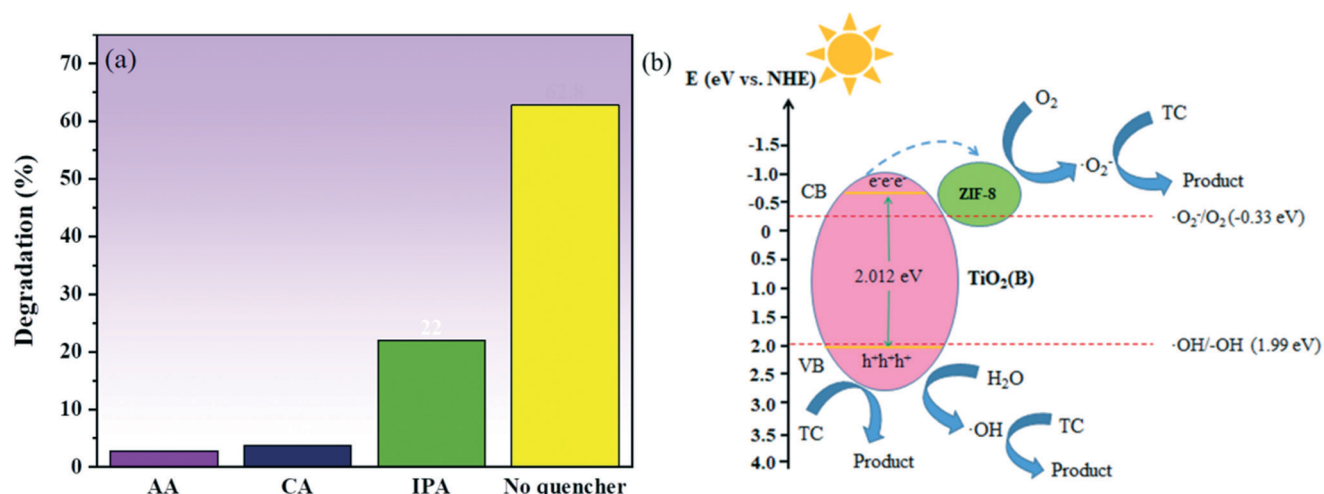 (a)
Degradation (%)
70
60
50
40
30
20
10
0
62.8
22
AA
CA
IPA
No quencher
(b)
E (eV vs. NHE)
-1.5
-1.0
-0.5
0
0.5
1.0
1.5
2.0
2.5
3.0
3.5
4.0
CB
VB
e⁻e⁻e⁻
2.012 eV
h⁺h⁺h⁺
ZIF-8
TiO₂(B)
O₂
·O₂⁻
TC
Product
·O₂⁻/O₂ (-0.33 eV)
·OH/-OH (1.99 eV)
H₂O
·OH
TC
Product
TC
Product